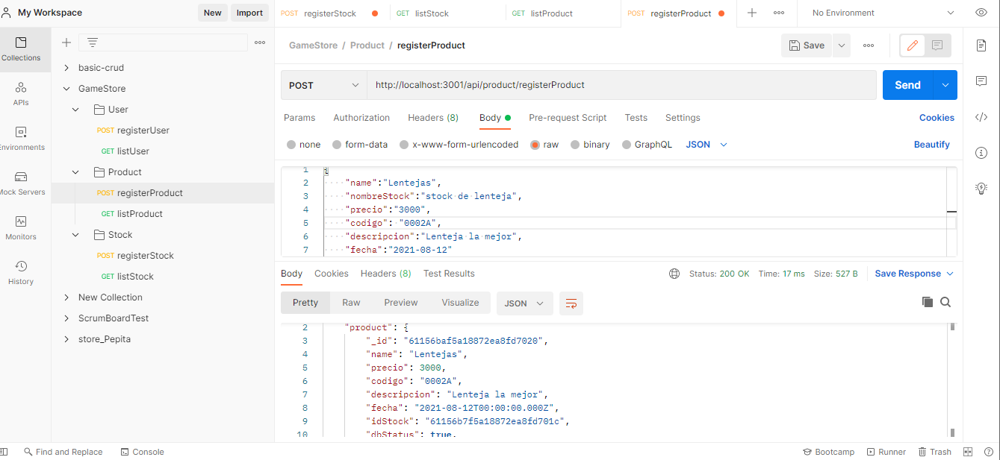 My Workspace New Import POST registerStock GET listStock GET listProduct POST registerProduct No Environment
Collections
APIs
Environments
Mock Servers
Monitors
History
basic-crud
GameStore
User
POST registerUser
GET listUser
Product
POST registerProduct
GET listProduct
Stock
POST registerStock
GET listStock
New Collection
ScrumBoardTest
store_Pepita
GameStore / Product / registerProduct Save
POST http://localhost:3001/api/product/registerProduct Send
Params Authorization Headers (8) Body Pre-request Script Tests Settings Cookies
none form-data x-www-form-urlencoded raw binary GraphQL JSON Beautify
1 {
2 "name":"Lentejas",
3 "nombreStock":"stock de lenteja",
4 "precio":"3000",
5 "codigo": "0002A",
6 "descripcion":"Lenteja la mejor",
7 "fecha":"2021-08-12"
Body Cookies Headers (8) Test Results Status: 200 OK Time: 17 ms Size: 527 B Save Response
Pretty Raw Preview Visualize JSON
2 "product": {
3 "_id": "61156baf5a18872ea8fd7020",
4 "name": "Lentejas",
5 "precio": 3000,
6 "codigo": "0002A",
7 "descripcion": "Lenteja la mejor",
8 "fecha": "2021-08-12T00:00:00.000Z",
9 "idStock": "61156b7f5a18872ea8fd701c",
10 "dbStatus": true,
Find and Replace Console Bootcamp Runner Trash